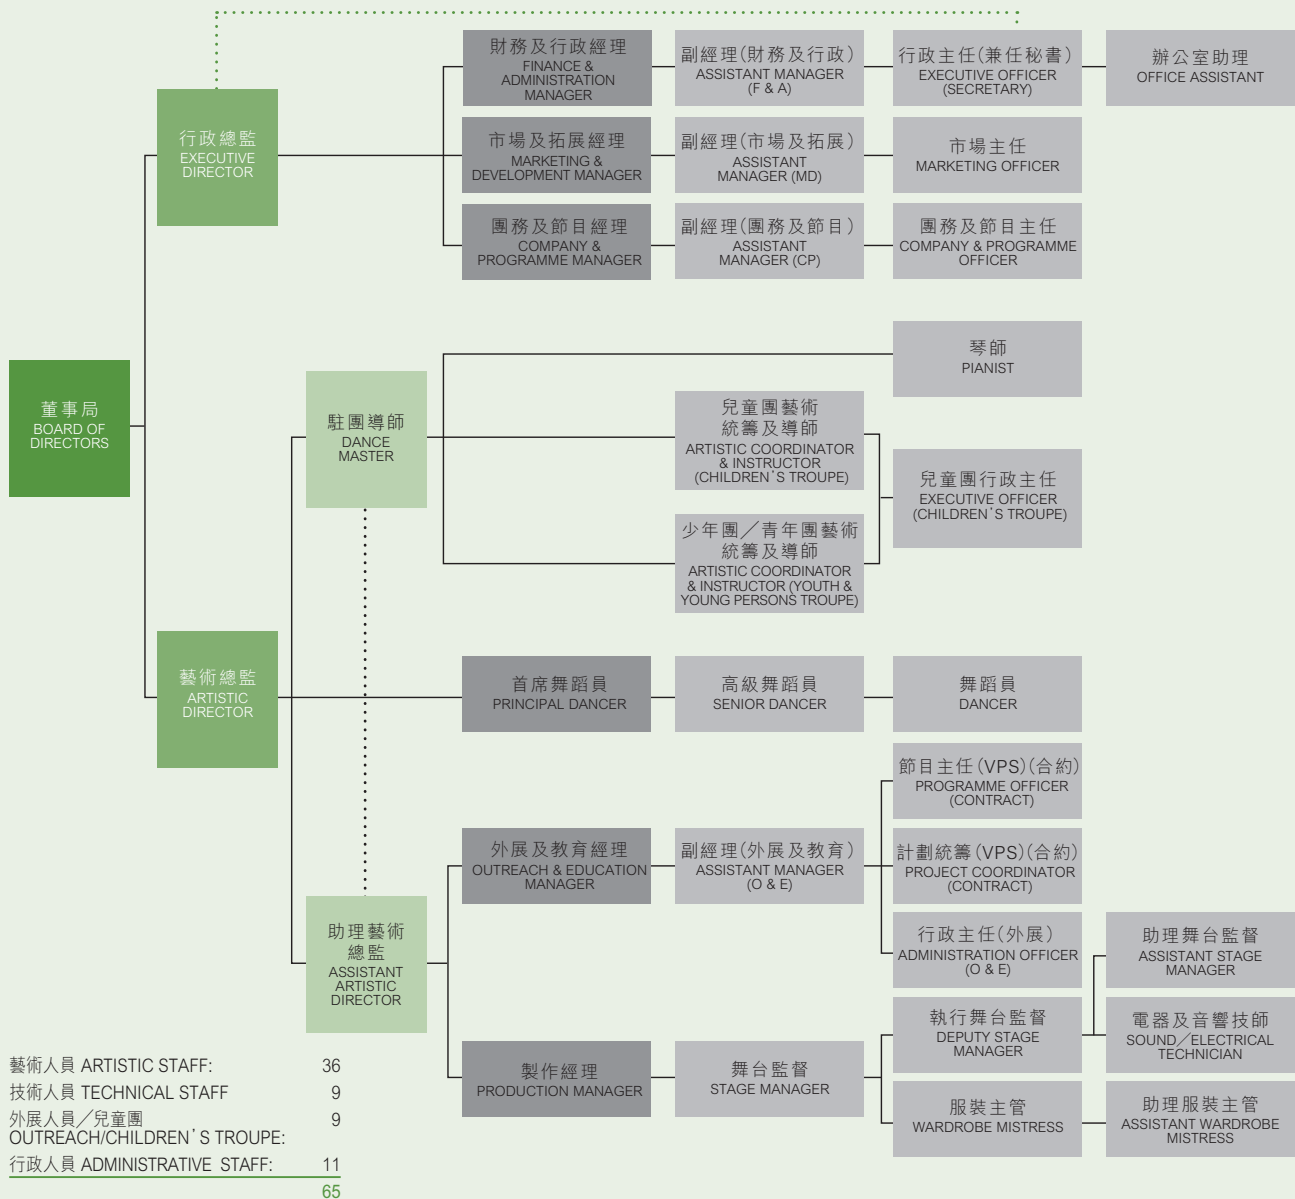 財務及行政經理
FINANCE &
ADMINISTRATION
MANAGER
副經理(財務及行政)
ASSISTANT MANAGER
(F & A)
行政主任(兼任秘書)
EXECUTIVE OFFICER
(SECRETARY)
辦公室助理
OFFICE ASSISTANT
行政總監
EXECUTIVE
DIRECTOR
市場及拓展經理
MARKETING &
DEVELOPMENT MANAGER
副經理(市場及拓展)
ASSISTANT
MANAGER (MD)
市場主任
MARKETING OFFICER
團務及節目經理
COMPANY &
PROGRAMME MANAGER
副經理(團務及節目)
ASSISTANT
MANAGER (CP)
團務及節目主任
COMPANY & PROGRAMME
OFFICER
董事局
BOARD OF
DIRECTORS
駐團導師
DANCE
MASTER
琴師
PIANIST
兒童團藝術
統籌及導師
ARTISTIC COORDINATOR
& INSTRUCTOR
(CHILDREN'S TROUPE)
兒童團行政主任
EXECUTIVE OFFICER
(CHILDREN'S TROUPE)
少年團／青年團藝術
統籌及導師
ARTISTIC COORDINATOR
& INSTRUCTOR (YOUTH &
YOUNG PERSONS TROUPE)
藝術總監
ARTISTIC
DIRECTOR
首席舞蹈員
PRINCIPAL DANCER
高級舞蹈員
SENIOR DANCER
舞蹈員
DANCER
節目主任(VPS)(合約)
PROGRAMME OFFICER
(CONTRACT)
外展及教育經理
OUTREACH & EDUCATION
MANAGER
副經理(外展及教育)
ASSISTANT MANAGER
(O & E)
計劃統籌(VPS)(合約)
PROJECT COORDINATOR
(CONTRACT)
助理藝術
總監
ASSISTANT
ARTISTIC
DIRECTOR
行政主任(外展)
ADMINISTRATION OFFICER
(O & E)
助理舞台監督
ASSISTANT STAGE
MANAGER
執行舞台監督
DEPUTY STAGE
MANAGER
電器及音響技師
SOUND／ELECTRICAL
TECHNICIAN
製作經理
PRODUCTION MANAGER
舞台監督
STAGE MANAGER
服裝主管
WARDROBE MISTRESS
助理服裝主管
ASSISTANT WARDROBE
MISTRESS
藝術人員 ARTISTIC STAFF: 36
技術人員 TECHNICAL STAFF 9
外展人員／兒童團 9
OUTREACH/CHILDREN'S TROUPE:
行政人員 ADMINISTRATIVE STAFF: 11
65